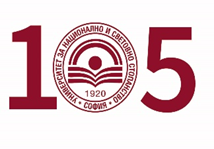 105
УНИВЕРСИТЕТ ЗА НАЦИОНАЛНО И СВЕТОВНО СТОПАНСТВО
• СОФИЯ •
1920